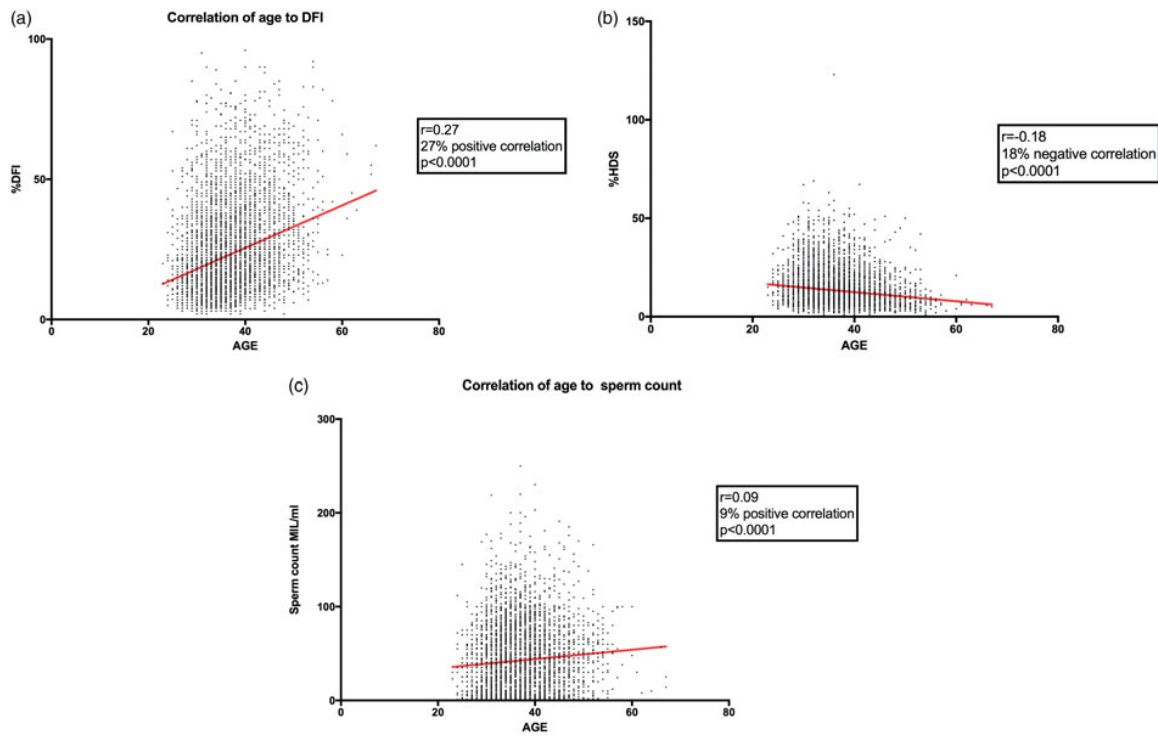 (a)
Correlation of age to DFI
100
50
0
%DFI
r=0.27
27% positive correlation
p<0.0001
20
40
60
80
AGE
(b)
150
100
50
0
%HDS
r=-0.18
18% negative correlation
p<0.0001
0
20
40
60
80
AGE
(c)
Correlation of age to sperm count
300
200
100
0
Sperm count MIL/ml
r=0.09
9% positive correlation
p<0.0001
0
20
40
60
80
AGE